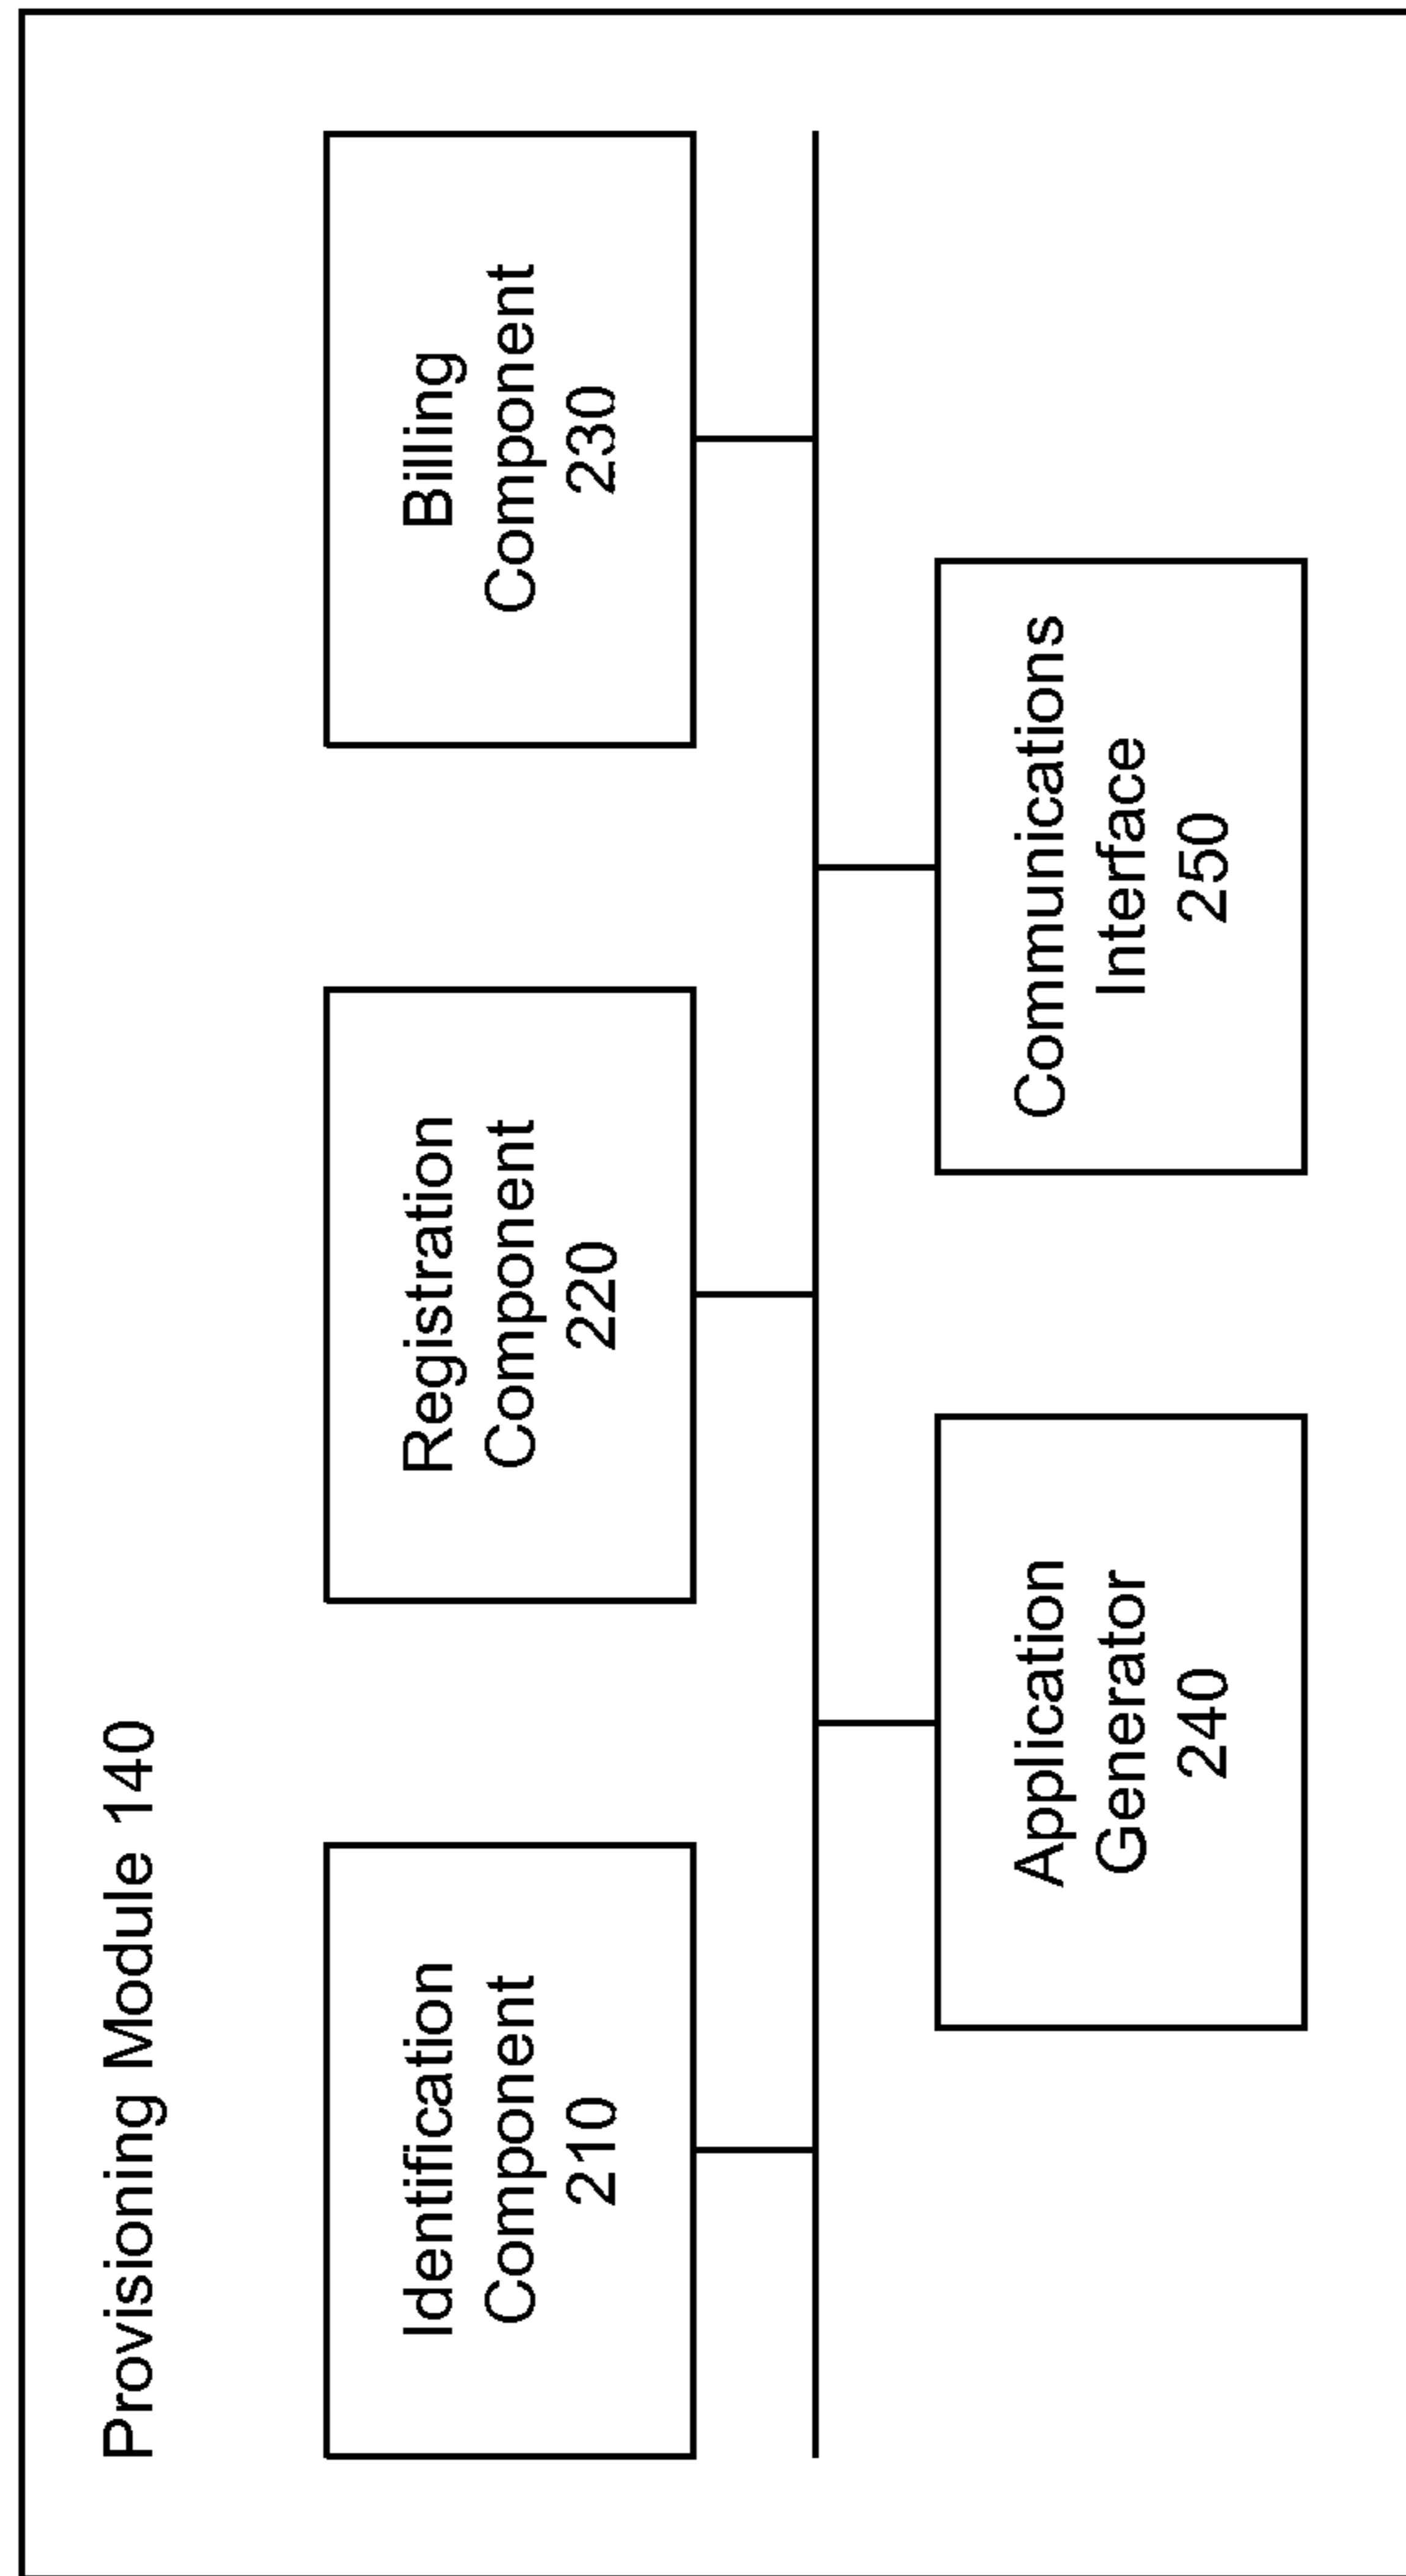 Provisioning Module 140
Identification
Component
210
Registration
Component
220
Billing
Component
230
Application
Generator
240
Communications
Interface
250